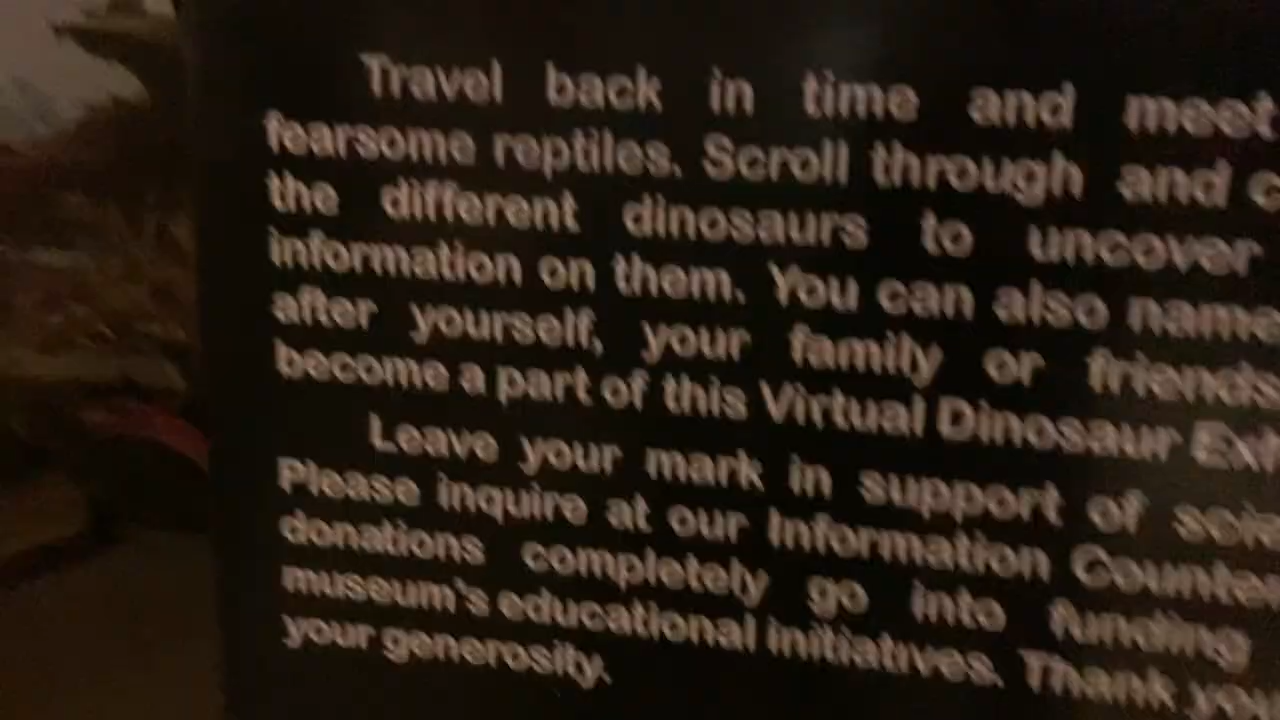 Travel back in time and meet
fearsome reptiles. Scroll through and
the different dinosaurs to uncover
information on them. You can also name
after yourself, your family or friends
become a part of this Virtual Dinosaur
Leave your mark in support of
Please inquire at our Information Counter
donations completely go into funding
museum's educational initiatives. Thank you
your generosity.